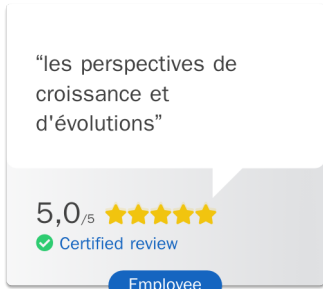 “les perspectives de
croissance et
d'évolutions”
5,0/5
Certified review
Employee